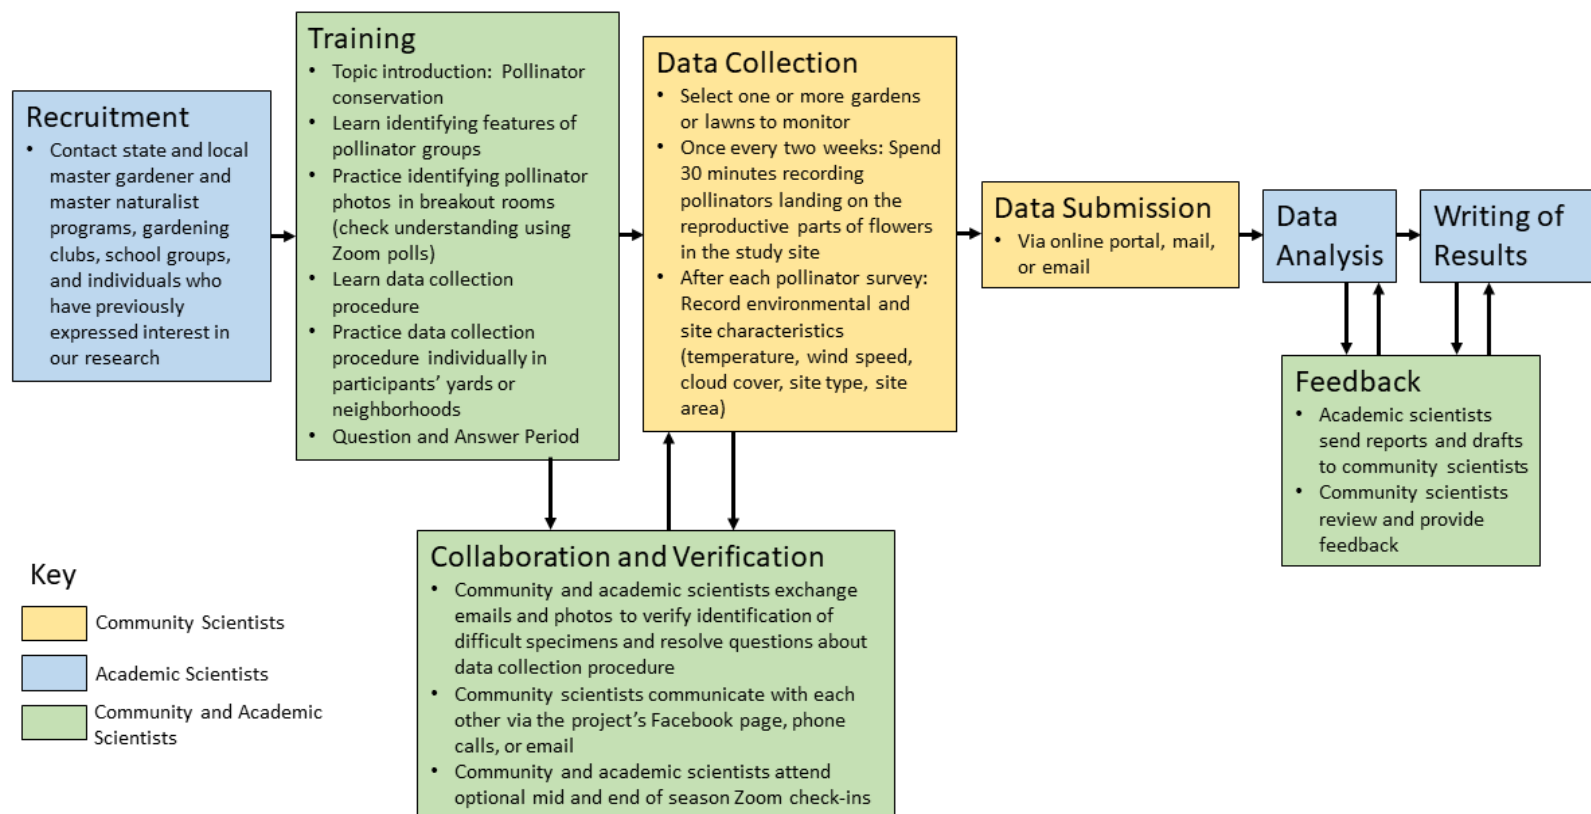 Recruitment
• Contact state and local
master gardener and
master naturalist
programs, gardening
clubs, school groups,
and individuals who
have previously
expressed interest in
our research
Training
• Topic introduction: Pollinator
conservation
• Learn identifying features of
pollinator groups
• Practice identifying pollinator
photos in breakout rooms
(check understanding using
Zoom polls)
• Learn data collection
procedure
• Practice data collection
procedure individually in
participants’ yards or
neighborhoods
• Question and Answer Period
Data Collection
• Select one or more gardens
or lawns to monitor
• Once every two weeks: Spend
30 minutes recording
pollinators landing on the
reproductive parts of flowers
in the study site
• After each pollinator survey:
Record environmental and
site characteristics
(temperature, wind speed,
cloud cover, site type, site
area)
Data Submission
• Via online portal, mail,
or email
Data
Analysis
Writing of
Results
Feedback
• Academic scientists
send reports and drafts
to community scientists
• Community scientists
review and provide
feedback
Collaboration and Verification
• Community and academic scientists exchange
emails and photos to verify identification of
difficult specimens and resolve questions about
data collection procedure
• Community scientists communicate with each
other via the project’s Facebook page, phone
calls, or email
• Community and academic scientists attend
optional mid and end of season Zoom check-ins
Key
Community Scientists
Academic Scientists
Community and Academic
Scientists